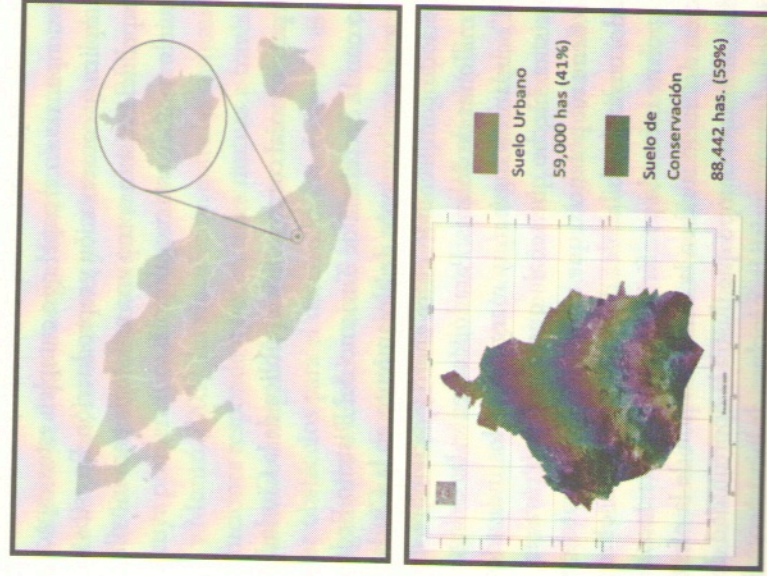 Suelo Urbano
59,000 has (41%)
Suelo de
Conservación
88,442 has. (59%)